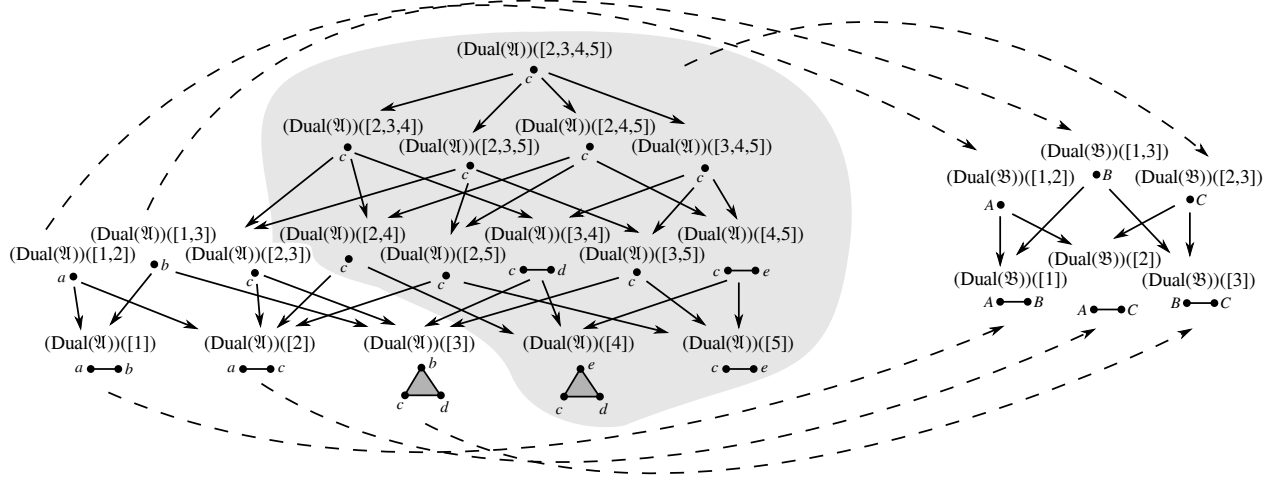 (Dual(𝔄))([2,3,4,5])
c
(Dual(𝔄))([2,3,4])
c
(Dual(𝔄))([2,3,5])
c
(Dual(𝔄))([2,4,5])
c
(Dual(𝔄))([3,4,5])
c
(Dual(𝔄))([1,2])
a
(Dual(𝔄))([1,3])
b
(Dual(𝔄))([2,3])
c
(Dual(𝔄))([2,4])
c
(Dual(𝔄))([2,5])
c
(Dual(𝔄))([3,4])
c d
(Dual(𝔄))([3,5])
c
(Dual(𝔄))([4,5])
c e
(Dual(𝔄))([1])
a b
(Dual(𝔄))([2])
a c
(Dual(𝔄))([3])
b
c d
(Dual(𝔄))([4])
e
c d
(Dual(𝔄))([5])
c e
(Dual(𝔅))([1,2])
A
(Dual(𝔅))([1,3])
B
(Dual(𝔅))([2,3])
C
(Dual(𝔅))([1])
A B
(Dual(𝔅))([2])
A C
(Dual(𝔅))([3])
B C